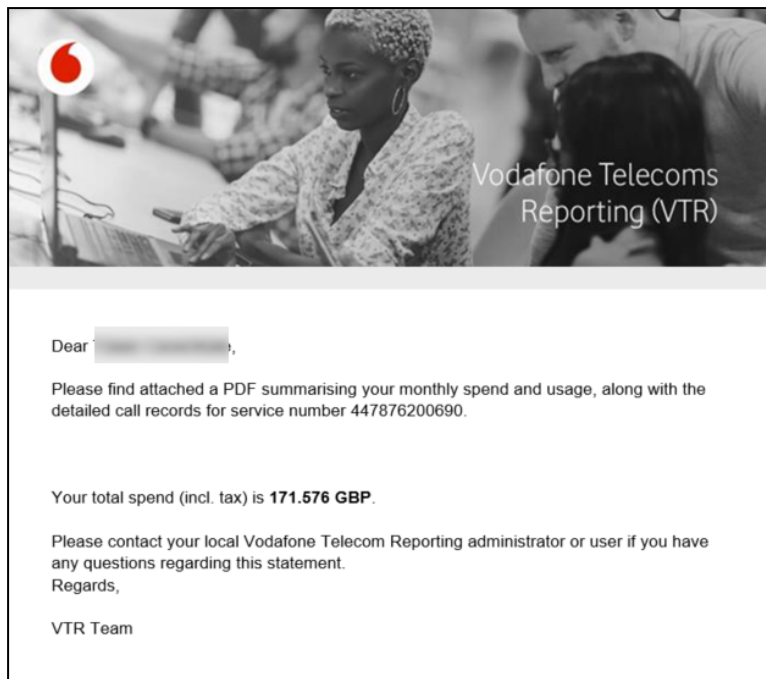 Vodafone Telecoms
Reporting (VTR)
Dear ,
Please find attached a PDF summarising your monthly spend and usage, along with the
detailed call records for service number 447876200690.
Your total spend (incl. tax) is 171.576 GBP.
Please contact your local Vodafone Telecom Reporting administrator or user if you have
any questions regarding this statement.
Regards,
VTR Team